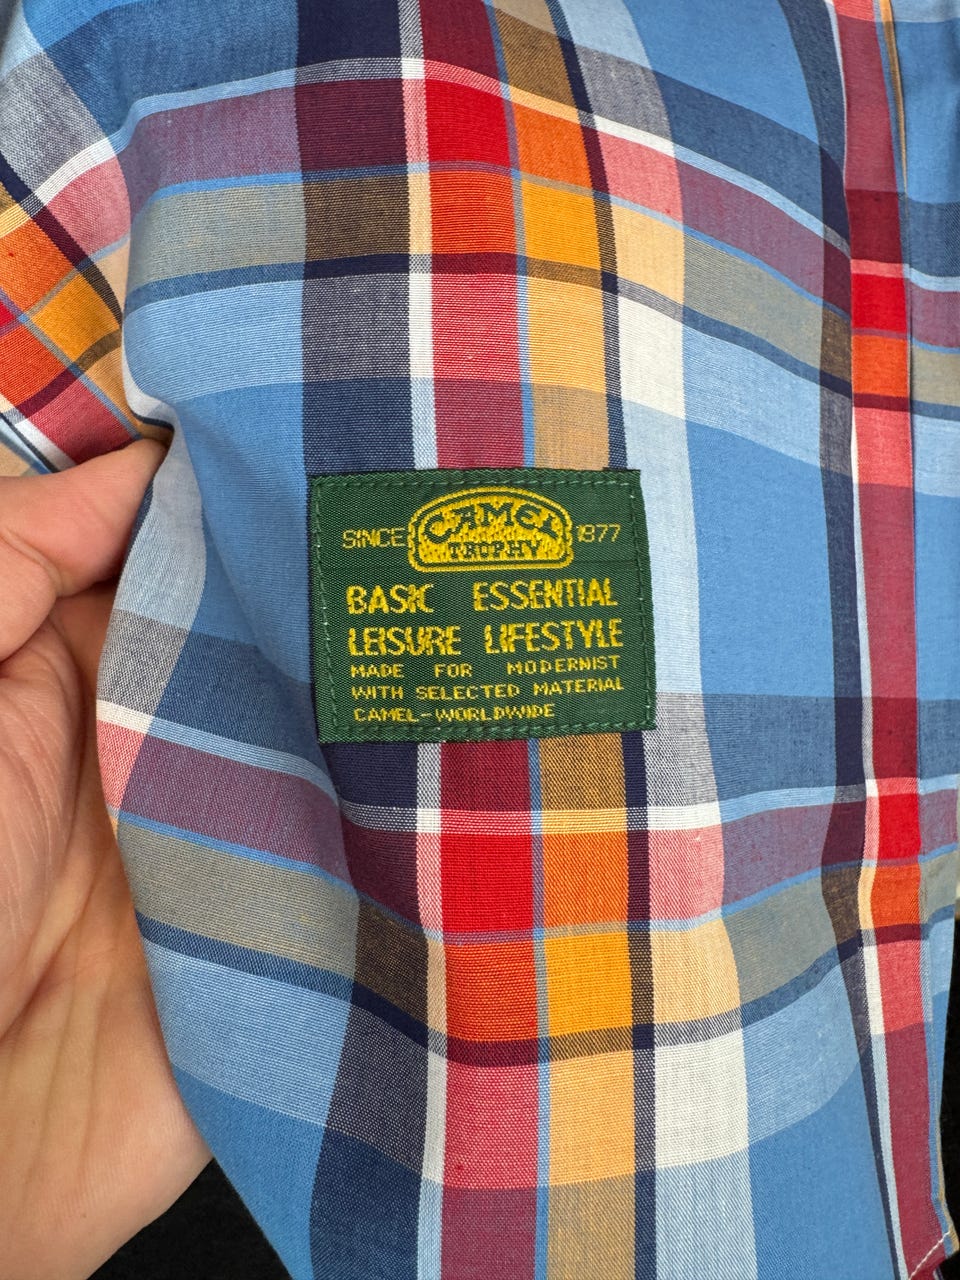 SINCE CAMEL TROPHY 1877
BASIC ESSENTIAL
LEISURE LIFESTYLE
MADE FOR MODERNIST
WITH SELECTED MATERIAL
CAMEL-WORLDWIDE